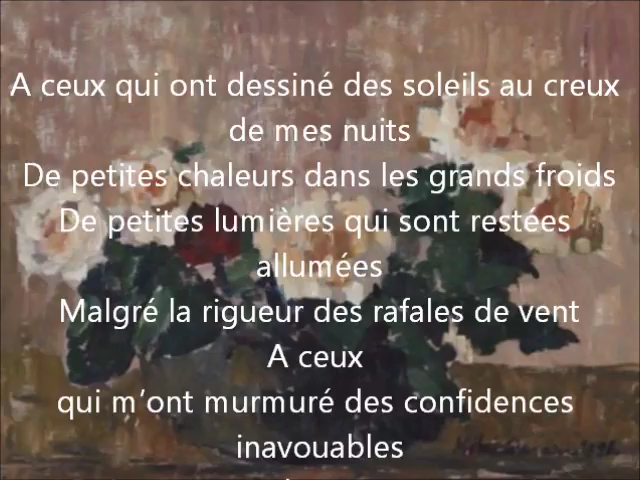 A ceux qui ont dessiné des soleils au creux
de mes nuits
De petites chaleurs dans les grands froids
De petites lumières qui sont restées
allumées
Malgré la rigueur des rafales de vent
A ceux
qui m’ont murmuré des confidences
inavouables